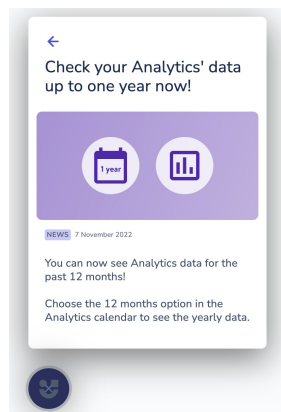 Check your Analytics' data
up to one year now!
1 year
NEWS 7 November 2022
You can now see Analytics data for the
past 12 months!
Choose the 12 months option in the
Analytics calendar to see the yearly data.